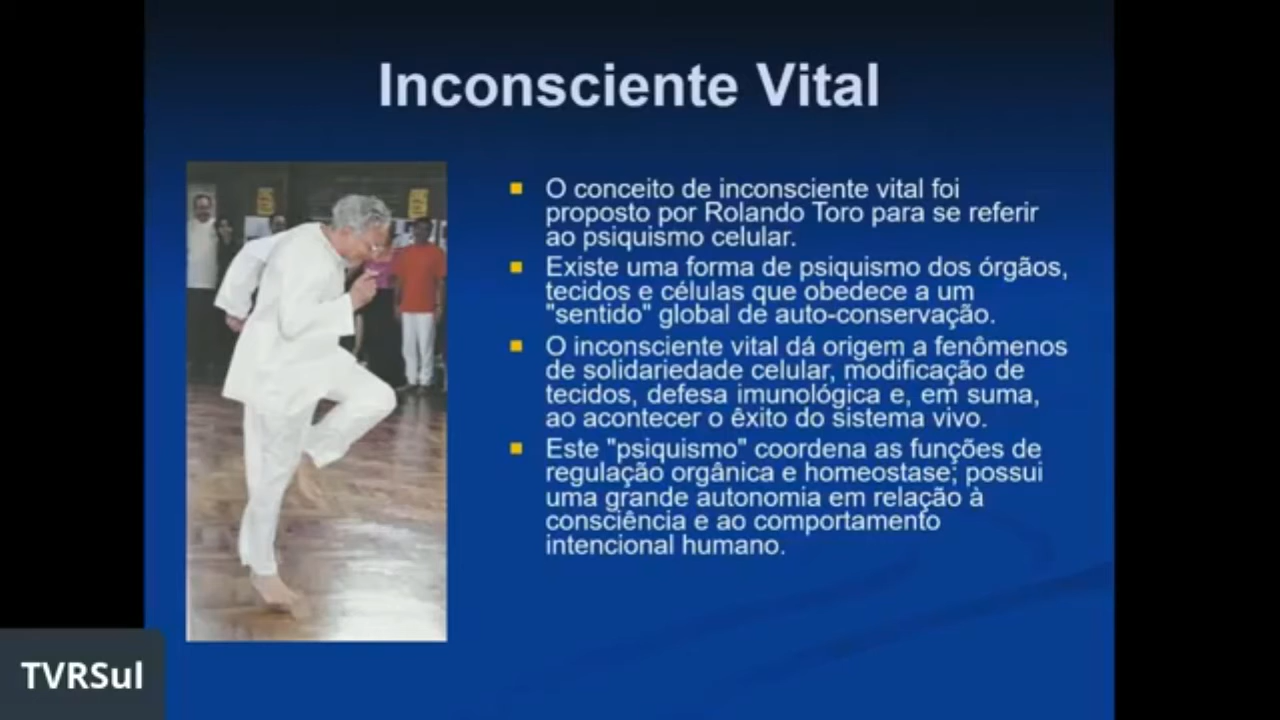 Inconsciente Vital
O conceito de inconsciente vital foi
proposto por Rolando Toro para se referir
ao psiquismo celular.
Existe uma forma de psiquismo dos órgãos,
tecidos e células que obedece a um
"sentido" global de auto-conservação.
O inconsciente vital dá origem a fenômenos
de solidariedade celular, modificação de
tecidos, defesa imunológica e, em suma,
ao acontecer o êxito do sistema vivo.
Este "psiquismo" coordena as funções de
regulação orgânica e homeostase; possui
uma grande autonomia em relação à
consciência e ao comportamento
intencional humano.
TVRSul